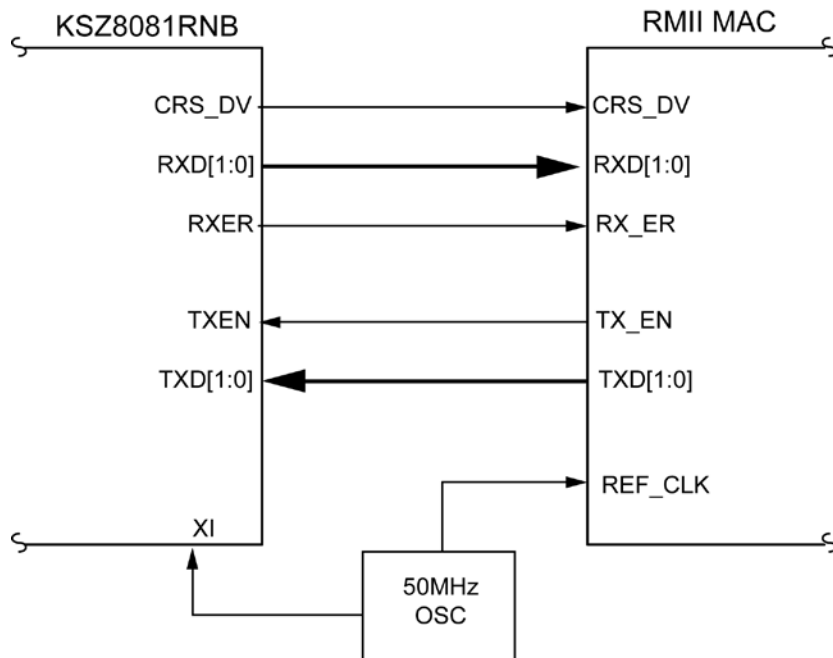 KSZ8081RNB
RMII MAC
CRS_DV
CRS_DV
RXD[1:0]
RXD[1:0]
RXER
RX_ER
TXEN
TX_EN
TXD[1:0]
TXD[1:0]
REF_CLK
XI
50MHz
OSC